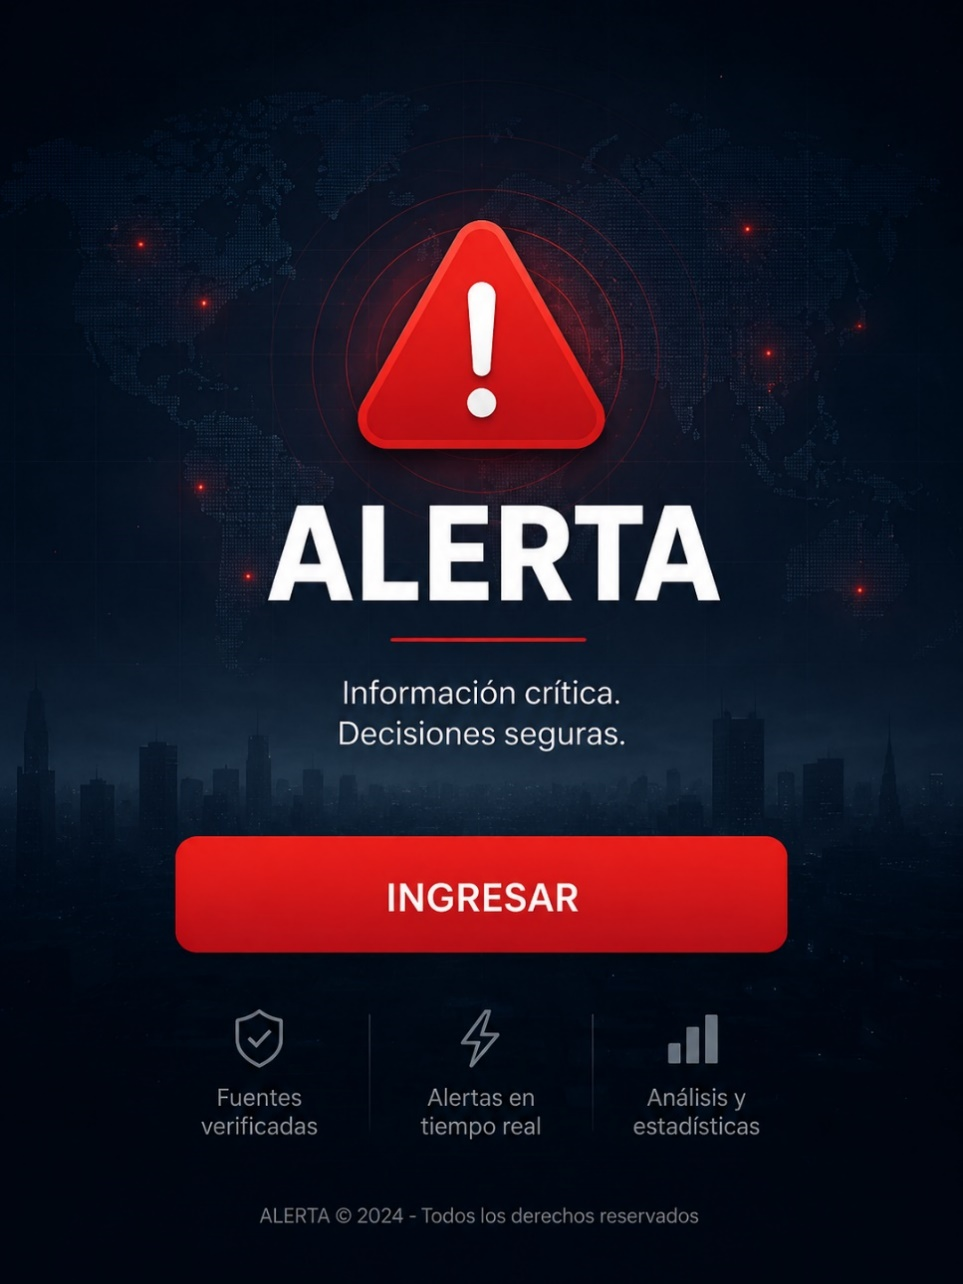 ALERTA
Información crítica.
Decisiones seguras.
INGRESAR
Fuentes
verificadas
Alertas en
tiempo real
Análisis y
estadísticas
ALERTA © 2024 - Todos los derechos reservados